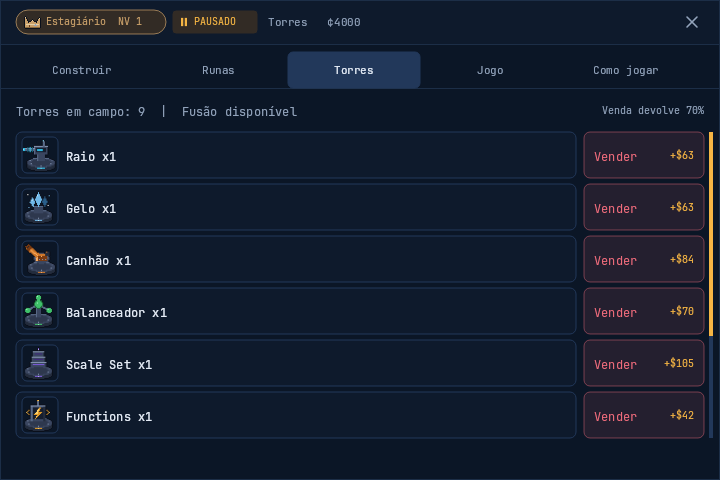 Estagiário NV 1 PAUSADO Torres $4000
Construir Runas Torres Jogo Como jogar
Torres em campo: 9 | Fusão disponível Venda devolve 70%
Raio x1 Vender +$63
Gelo x1 Vender +$63
Canhão x1 Vender +$84
Balanceador x1 Vender +$70
Scale Set x1 Vender +$105
Functions x1 Vender +$42